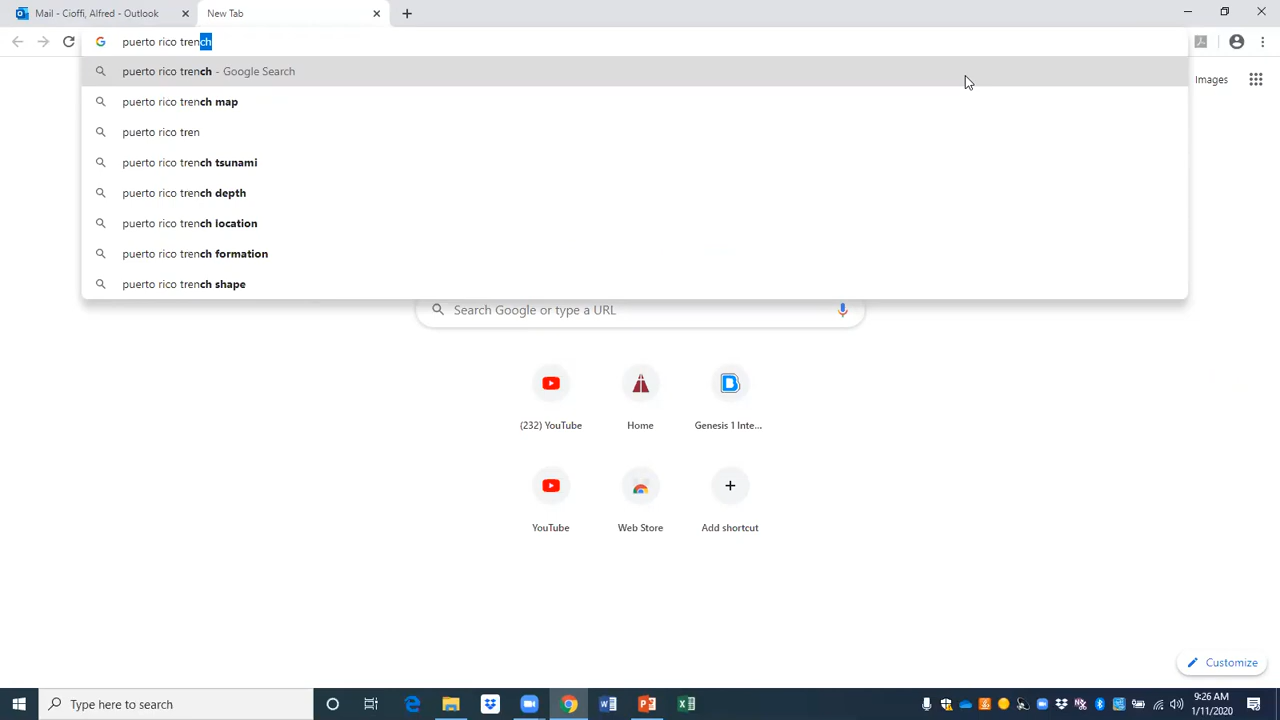 Mail - Cioffi, Alfred - Outlook
New Tab
puerto rico trench
puerto rico trench - Google Search
puerto rico trench map
puerto rico tren
puerto rico trench tsunami
puerto rico trench depth
puerto rico trench location
puerto rico trench formation
puerto rico trench shape
Images
Search Google or type a URL
(232) YouTube
Home
Genesis 1 Inte...
YouTube
Web Store
Add shortcut
Customize
Type here to search
9:26 AM
1/11/2020